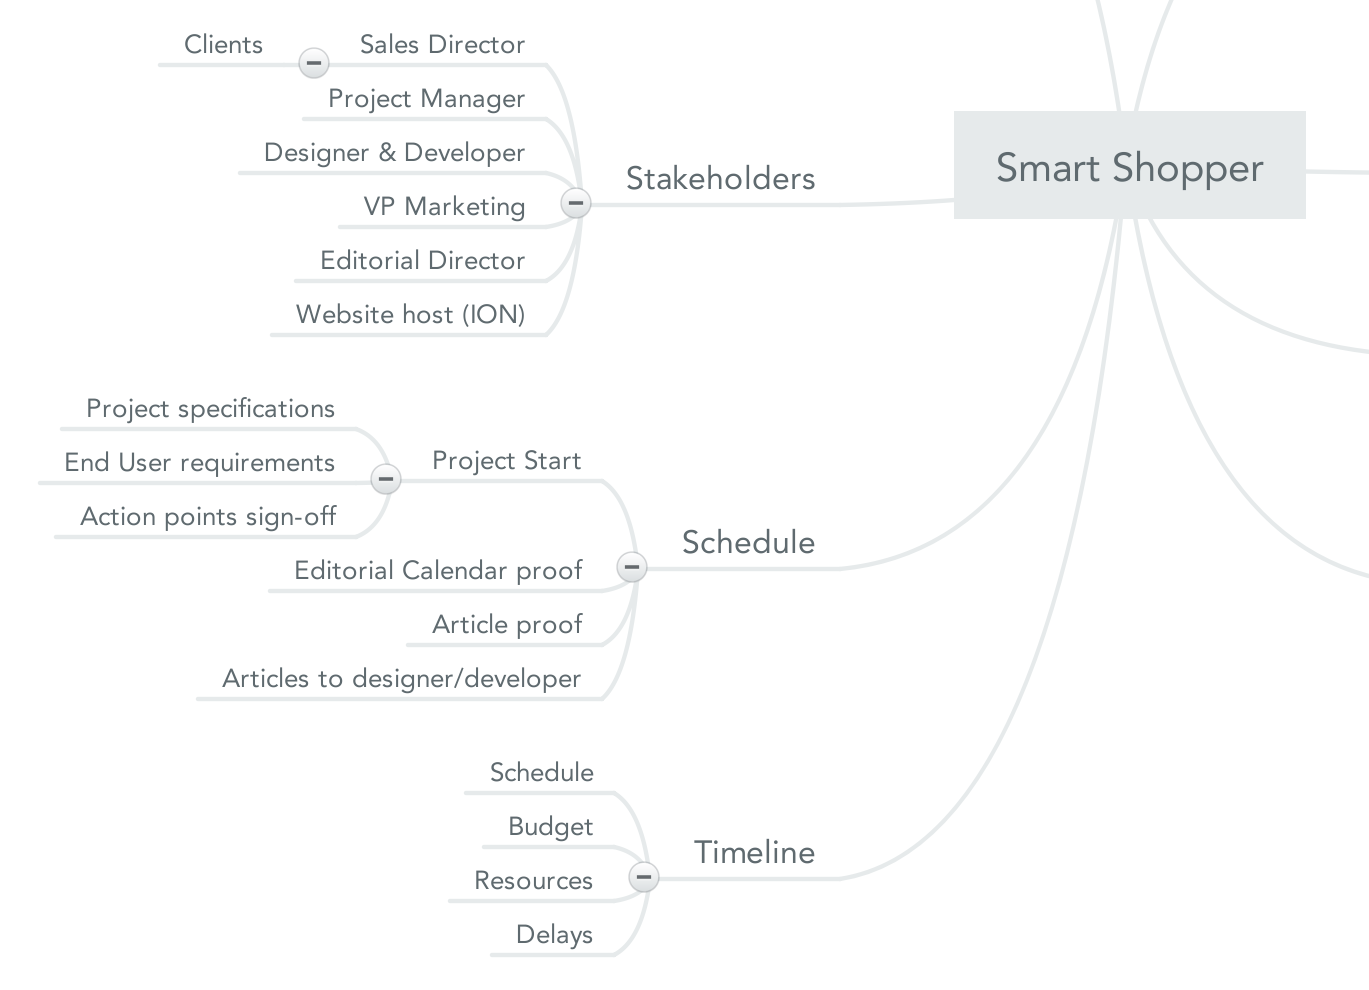 Smart Shopper
Stakeholders
Sales Director
Clients
Project Manager
Designer & Developer
VP Marketing
Editorial Director
Website host (ION)
Schedule
Project Start
Project specifications
End User requirements
Action points sign-off
Editorial Calendar proof
Article proof
Articles to designer/developer
Timeline
Schedule
Budget
Resources
Delays